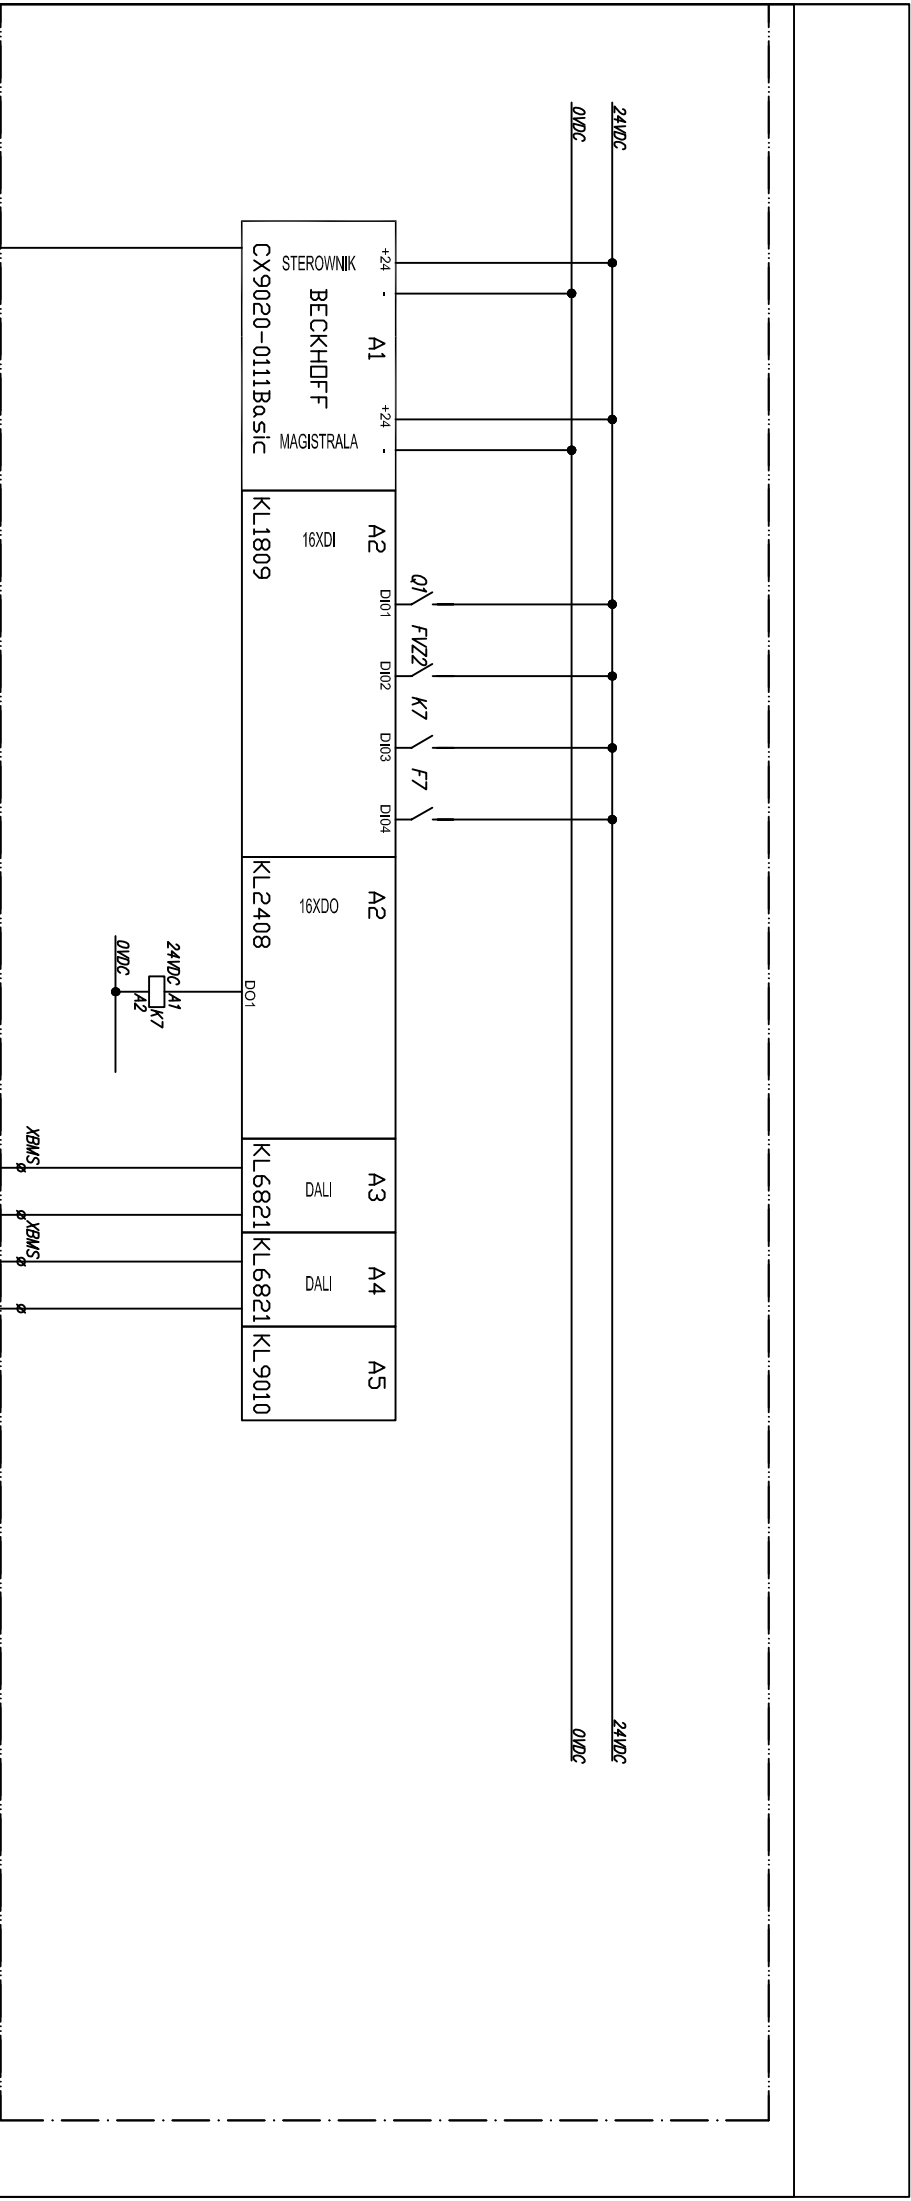 24VDC
24VDC
0VDC
0VDC
+24
-
+24
-
A1
STEROWNIK
MAGISTRALA
BECKHOFF
CX9020-0111Basic
Q1
FVZ2
K7
F7
DI01
DI02
DI03
DI04
A2
16XDI
KL1809
A2
16XDO
KL2408
DO1
A3
DALI
KL6821
A4
DALI
KL6821
A5
KL9010
24VDC
A1
K7
A2
0VDC
XBMS
XBMS